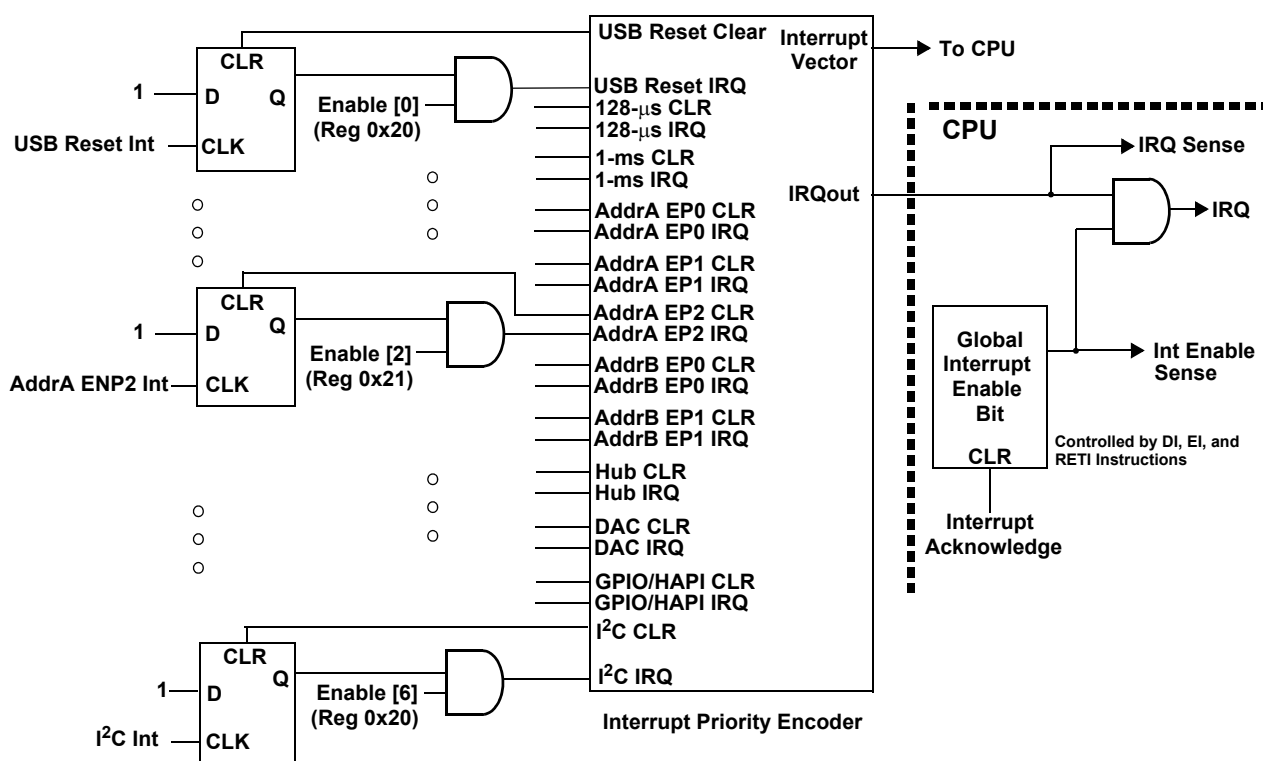 CLR
D
Q
CLK
1
USB Reset Int
Enable [0]
(Reg 0x20)
CLR
D
Q
CLK
1
AddrA ENP2 Int
Enable [2]
(Reg 0x21)
CLR
D
Q
CLK
1
I²C Int
Enable [6]
(Reg 0x20)
USB Reset Clear
USB Reset IRQ
128-μs CLR
128-μs IRQ
1-ms CLR
1-ms IRQ
AddrA EP0 CLR
AddrA EP0 IRQ
AddrA EP1 CLR
AddrA EP1 IRQ
AddrA EP2 CLR
AddrA EP2 IRQ
AddrB EP0 CLR
AddrB EP0 IRQ
AddrB EP1 CLR
AddrB EP1 IRQ
Hub CLR
Hub IRQ
DAC CLR
DAC IRQ
GPIO/HAPI CLR
GPIO/HAPI IRQ
I²C CLR
I²C IRQ
Interrupt
Vector
IRQout
Interrupt Priority Encoder
To CPU
CPU
IRQ Sense
IRQ
Global
Interrupt
Enable
Bit
CLR
Int Enable
Sense
Controlled by DI, EI, and
RETI Instructions
Interrupt
Acknowledge